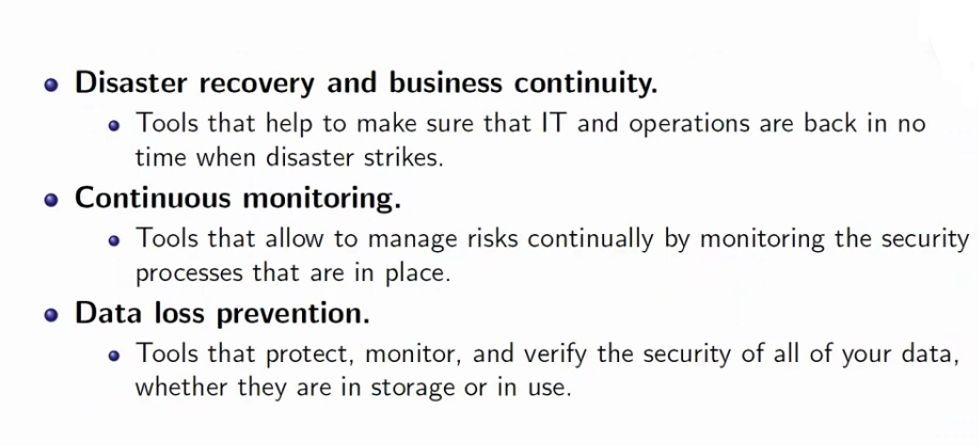 Disaster recovery and business continuity.
Tools that help to make sure that IT and operations are back in no
time when disaster strikes.
Continuous monitoring.
Tools that allow to manage risks continually by monitoring the security
processes that are in place.
Data loss prevention.
Tools that protect, monitor, and verify the security of all of your data,
whether they are in storage or in use.